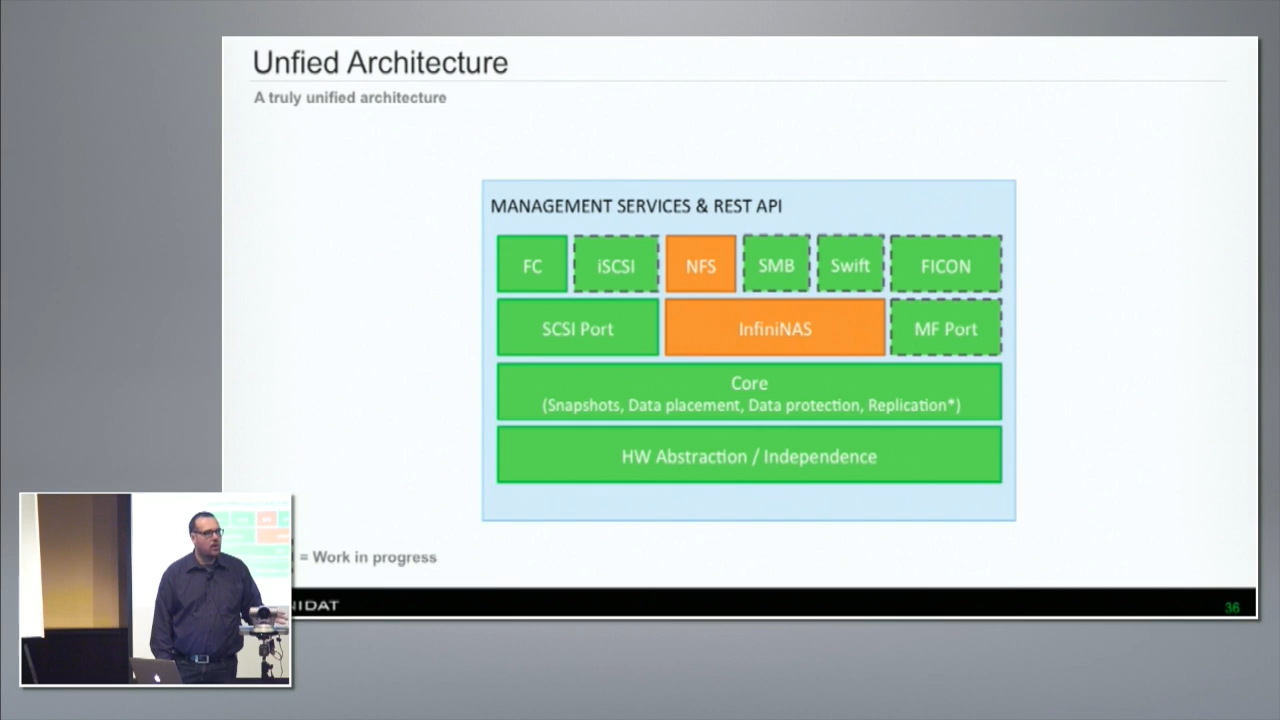 Unfied Architecture
A truly unified architecture
MANAGEMENT SERVICES & REST API
FC
iSCSI
NFS
SMB
Swift
FICON
SCSI Port
InfiniNAS
MF Port
Core
(Snapshots, Data placement, Data protection, Replication*)
HW Abstraction / Independence
= Work in progress
NIDAT
36